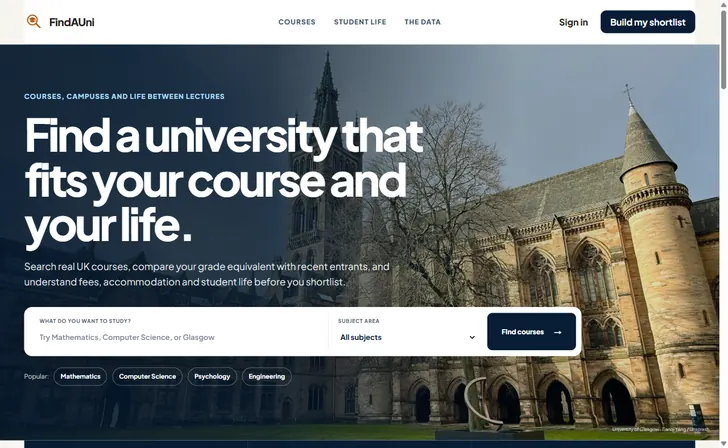 FindAUni
COURSES
STUDENT LIFE
THE DATA
Sign in
Build my shortlist
COURSES, CAMPUSES AND LIFE BETWEEN LECTURES
Find a university that
fits your course and
your life.
Search real UK courses, compare your grade equivalent with recent entrants, and
understand fees, accommodation and student life before you shortlist.
WHAT DO YOU WANT TO STUDY?
Try Mathematics, Computer Science, or Glasgow
SUBJECT AREA
All subjects
Find courses →
Popular:
Mathematics
Computer Science
Psychology
Engineering
University of Glasgow